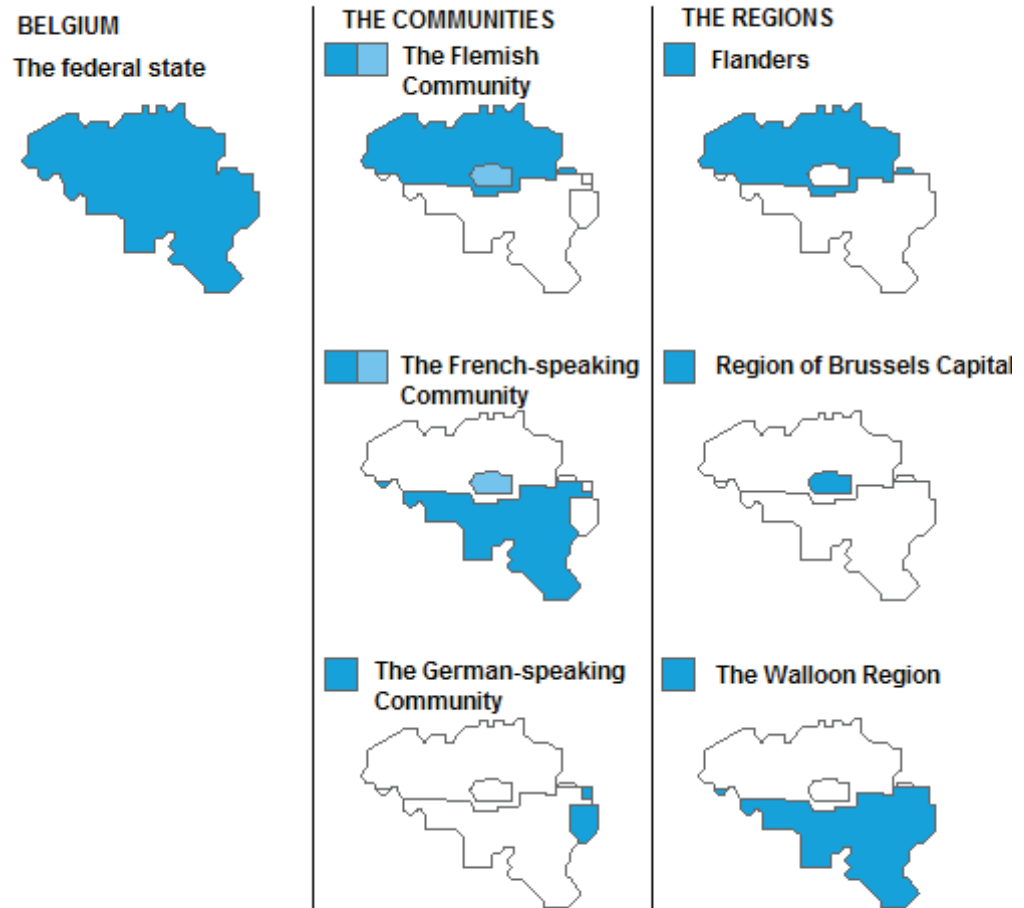 BELGIUM
The federal state
THE COMMUNITIES
The Flemish
Community
The French-speaking
Community
The German-speaking
Community
THE REGIONS
Flanders
Region of Brussels Capital
The Walloon Region